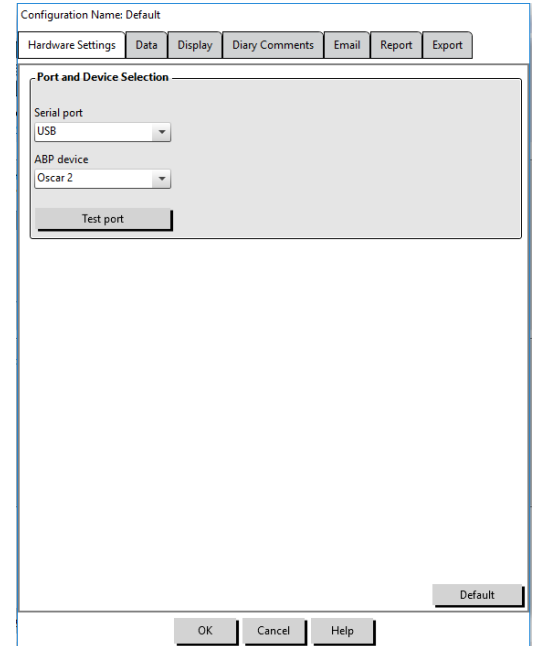 Configuration Name: Default
Hardware Settings Data Display Diary Comments Email Report Export
Port and Device Selection
Serial port
USB
ABP device
Oscar 2
Test port
Default
OK Cancel Help